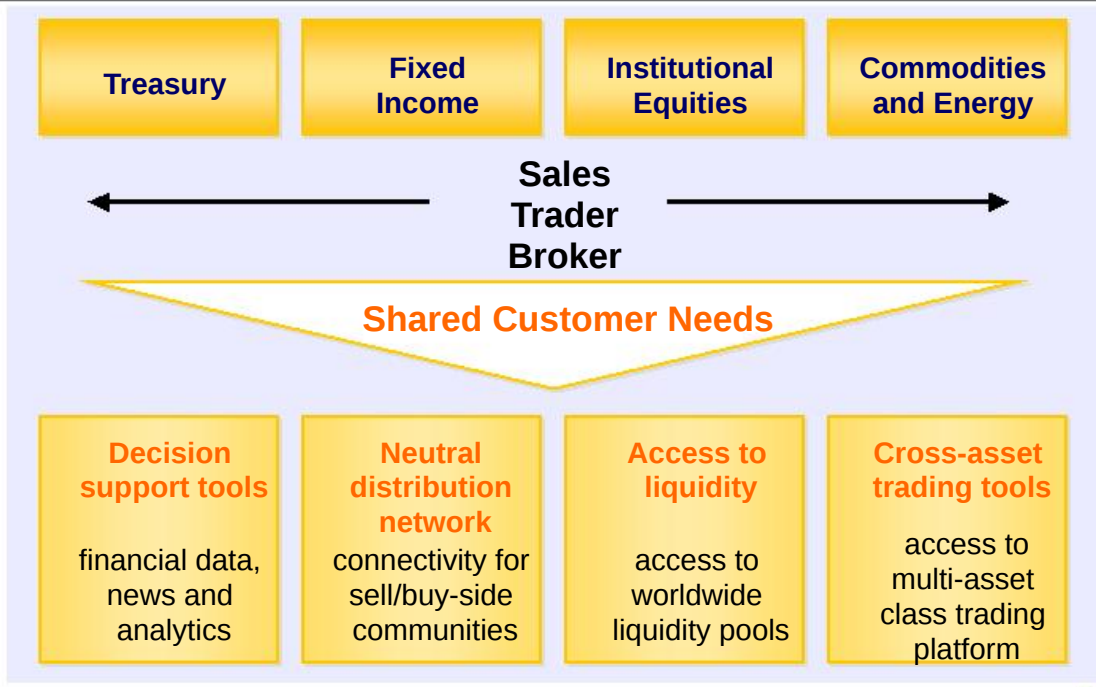 Treasury
Fixed
Income
Institutional
Equities
Commodities
and Energy
Sales
Trader
Broker
Shared Customer Needs
Decision
support tools
financial data,
news and
analytics
Neutral
distribution
network
connectivity for
sell/buy-side
communities
Access to
liquidity
access to
worldwide
liquidity pools
Cross-asset
trading tools
access to
multi-asset
class trading
platform